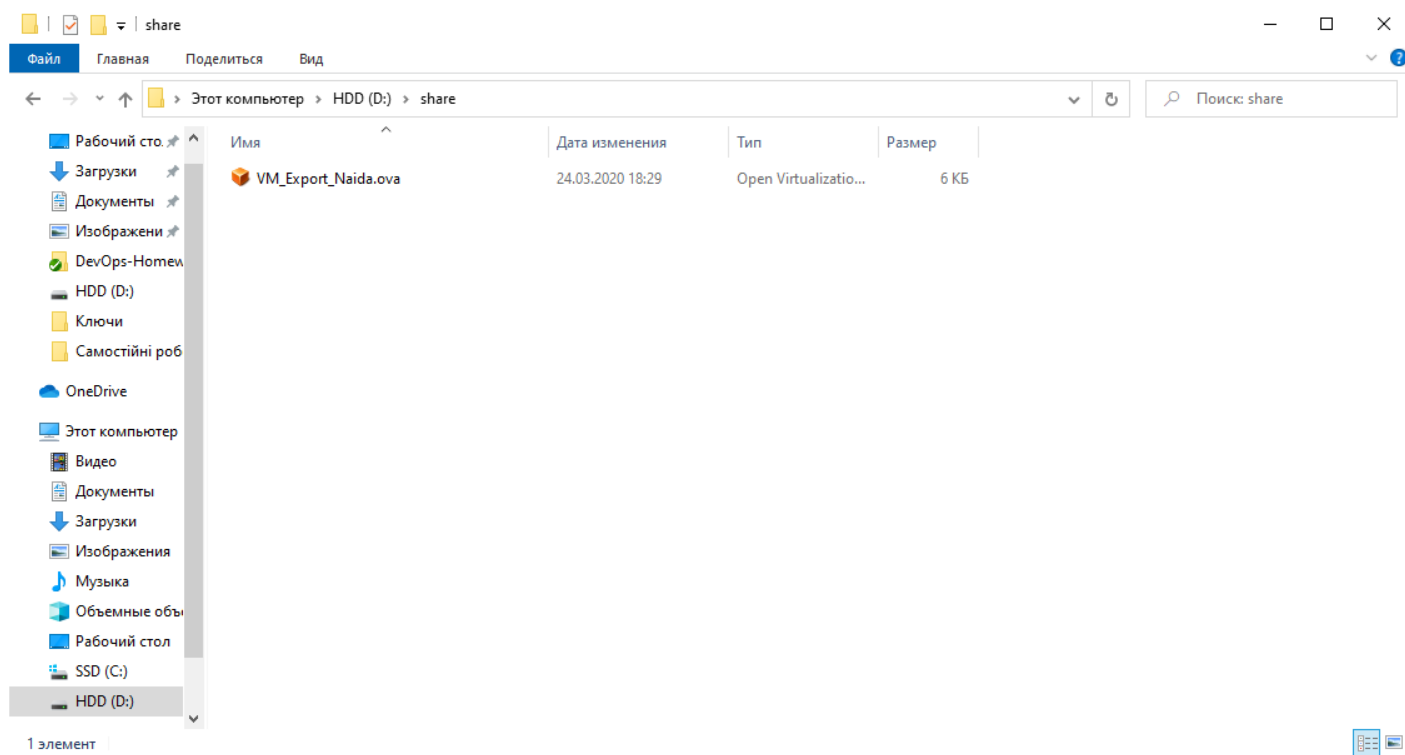 share
Файл Главная Поделиться Вид
Этот компьютер HDD (D:) share Поиск: share
Рабочий сто.
Загрузки
Документы
Изображени
DevOps-Homew
HDD (D:)
Ключи
Самостійні роб
OneDrive
Этот компьютер
Видео
Документы
Загрузки
Изображения
Музыка
Объемные объ
Рабочий стол
SSD (C:)
HDD (D:)
Имя Дата изменения Тип Размер
VM_Export_Naida.ova 24.03.2020 18:29 Open Virtualizatio... 6 КБ
1 элемент